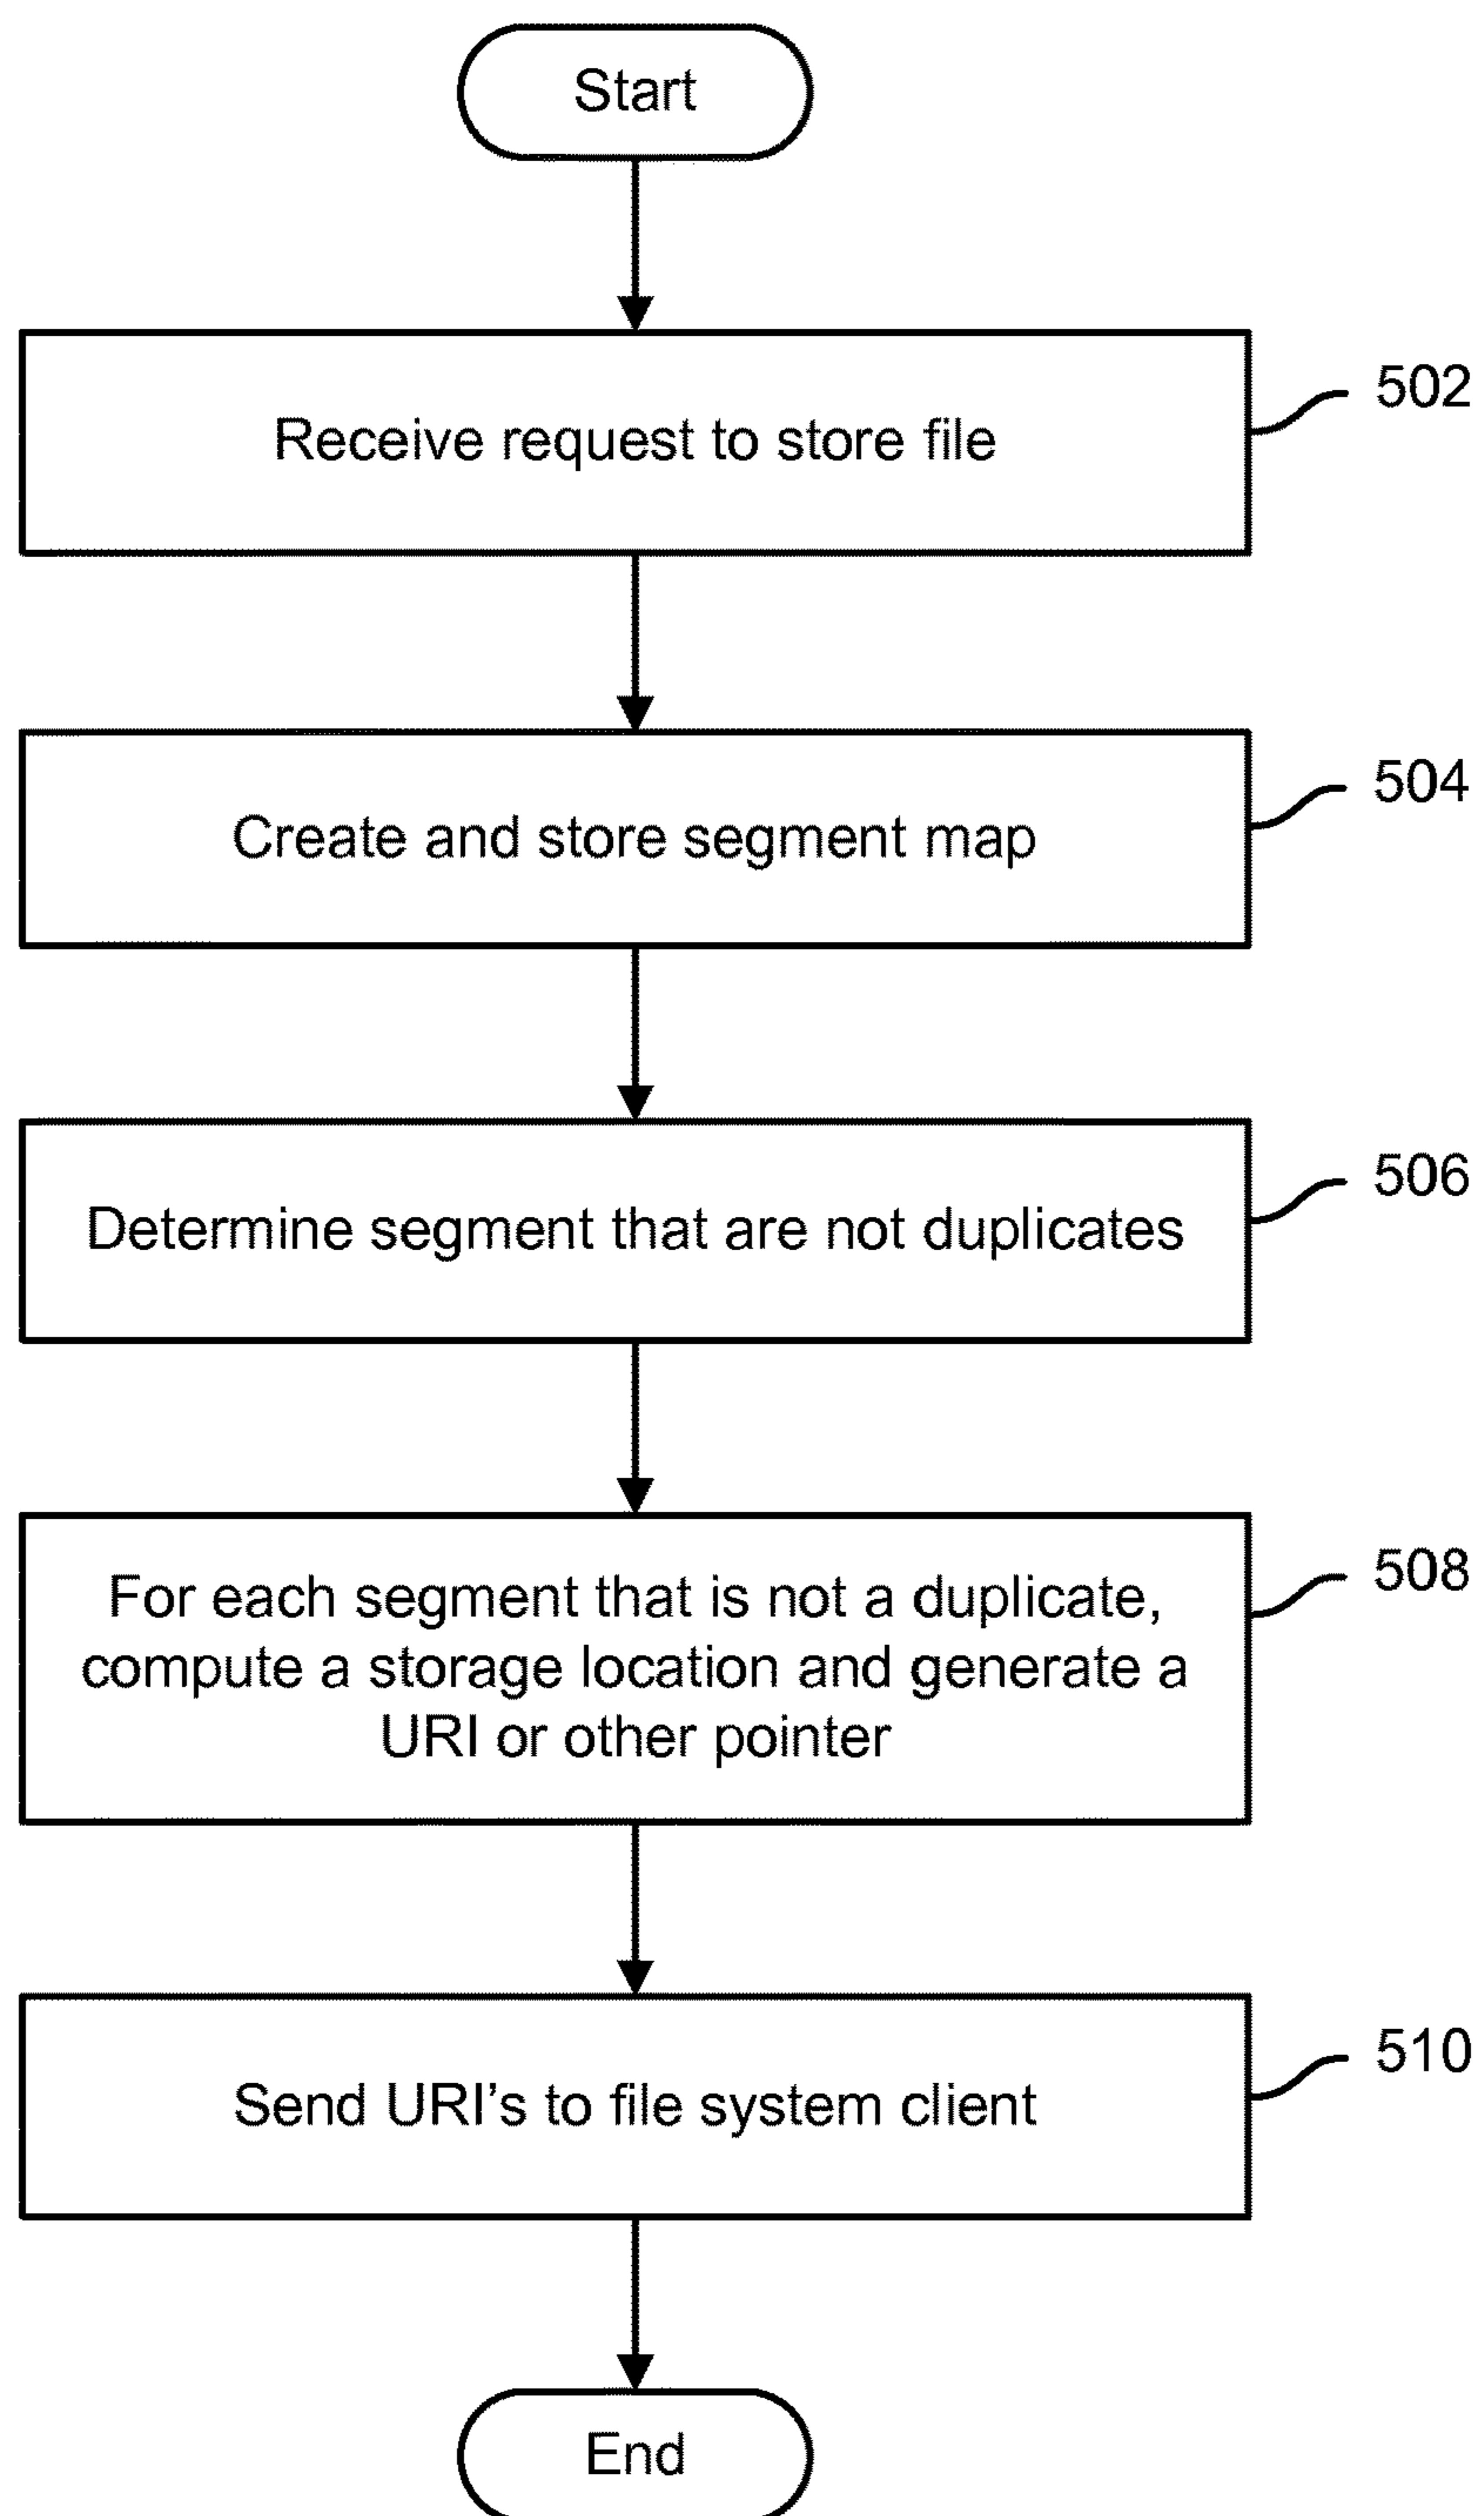 Start
Receive request to store file
502
Create and store segment map
504
Determine segment that are not duplicates
506
For each segment that is not a duplicate,
compute a storage location and generate a
URI or other pointer
508
Send URI’s to file system client
510
End